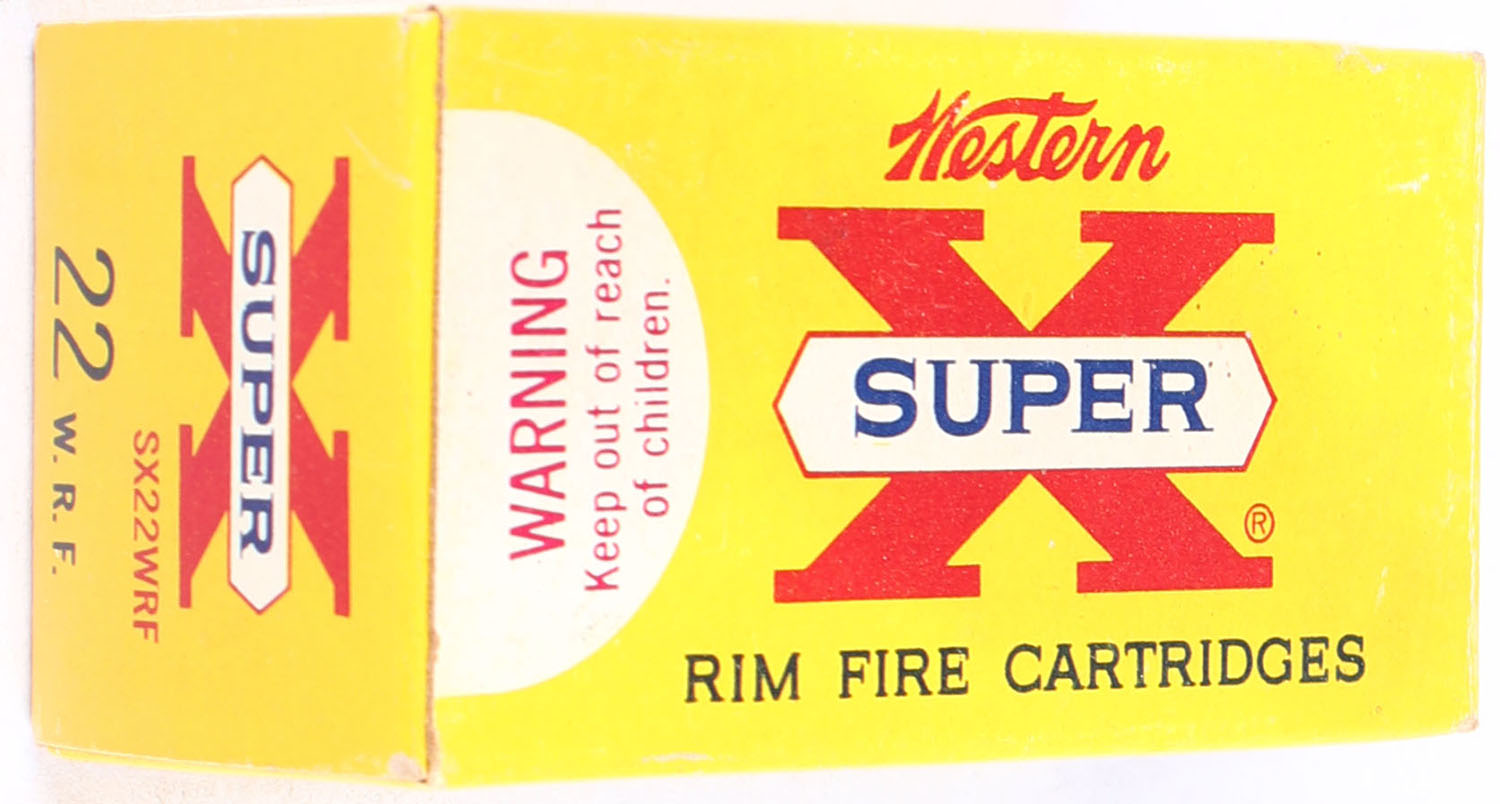 Western
SUPER
X
®
RIM FIRE CARTRIDGES
WARNING
Keep out of reach
of children.
SUPER
X
SX22WRF
22 W. R. F.